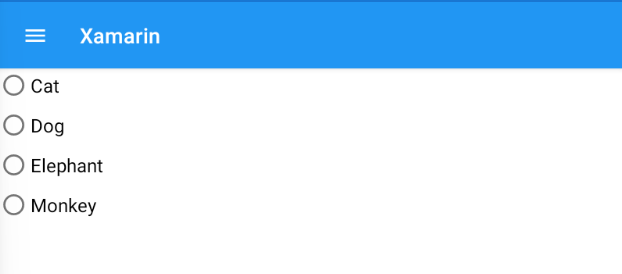 Xamarin
Cat
Dog
Elephant
Monkey